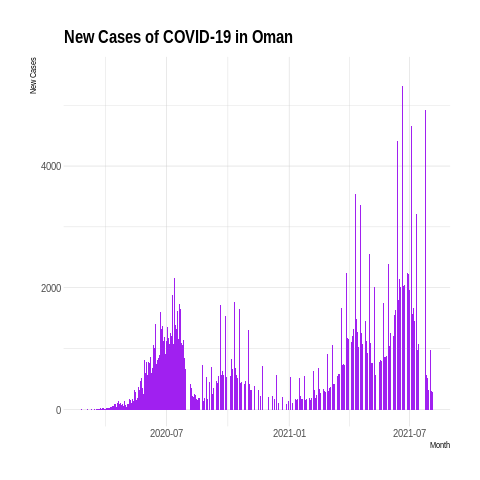 New Cases of COVID-19 in Oman
New Cases
4000
2000
0
2020-07
2021-01
2021-07
Month